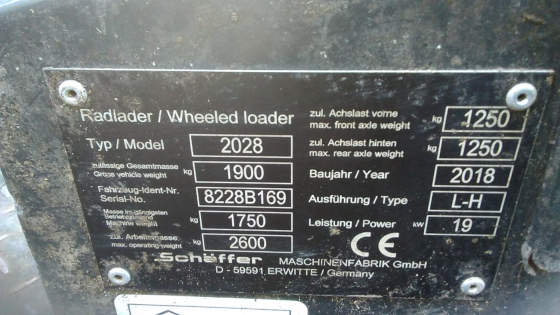 Radlader / Wheeled loader
Typ / Model 2028
zulässige Gesamtmasse
Gross vehicle weight kg 1900
Fahrzeug-Ident-Nr.
Serial-No. 8228B169
Masse im
Machine weight kg 1750
zul. Arbeitsmasse
max. operating weight kg 2600
zul. Achslast vorne
max. front axle weight kg 1250
zul. Achslast hinten
max. rear axle weight kg 1250
Baujahr / Year 2018
Ausführung / Type L-H
Leistung / Power kW 19
CE
Schäffer MASCHINENFABRIK GmbH
D - 59591 ERWITTE / Germany